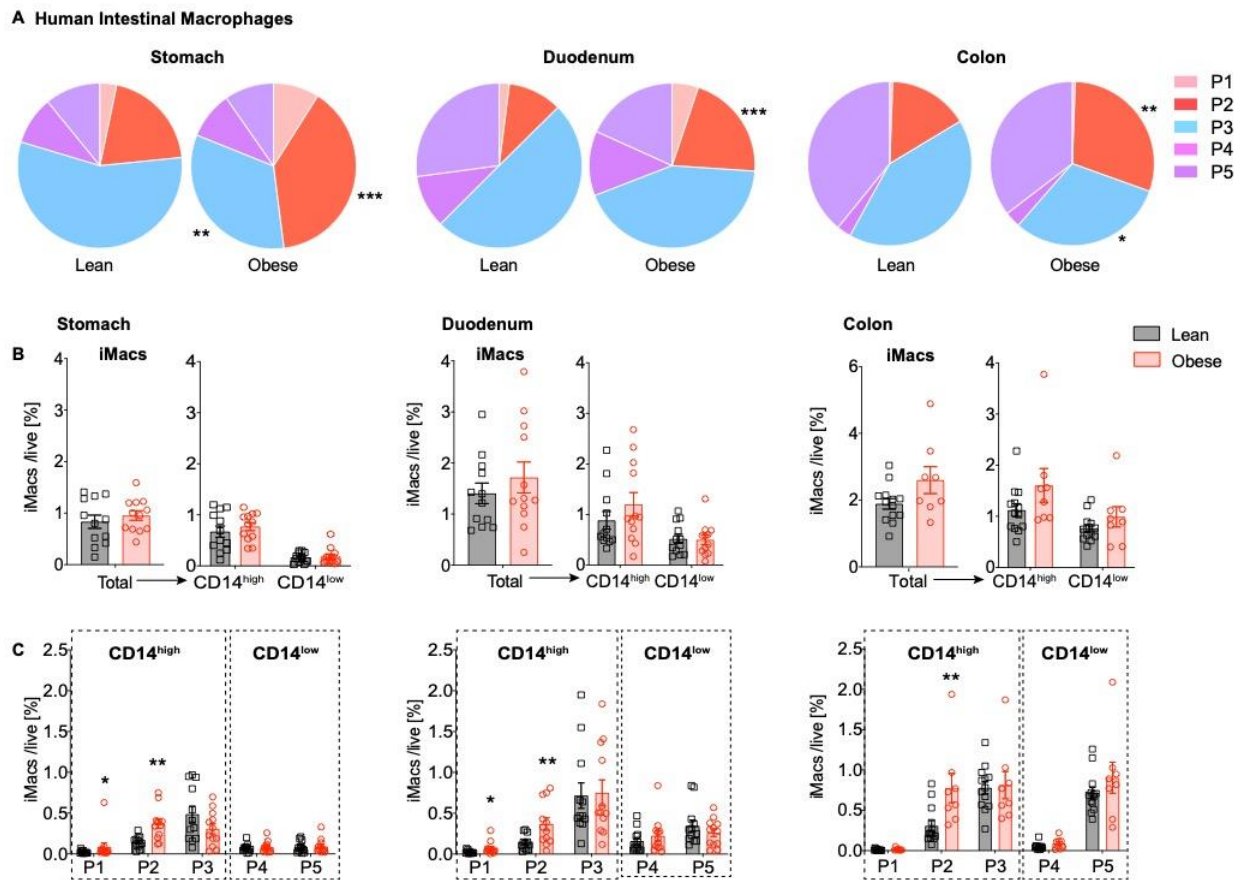 A Human Intestinal Macrophages
Stomach
Duodenum
Colon
P1
P2
P3
P4
P5
***
**
***
**
*
Lean
Obese
Lean
Obese
Lean
Obese
Stomach
Duodenum
Colon
Lean
Obese
B
iMacs
iMacs
iMacs
iMacs /live [%]
4
3
2
1
0
4
3
2
1
0
Total
CD14high
CD14low
iMacs /live [%]
4
3
2
1
0
4
3
2
1
0
Total
CD14high
CD14low
iMacs /live [%]
6
4
2
0
4
3
2
1
0
Total
CD14high
CD14low
C
iMacs /live [%]
2.5
2.0
1.5
1.0
0.5
0.0
CD14high
CD14low
*
**
P1 P2 P3 P4 P5
iMacs /live [%]
2.5
2.0
1.5
1.0
0.5
0.0
CD14high
CD14low
*
**
P1 P2 P3 P4 P5
iMacs /live [%]
2.5
2.0
1.5
1.0
0.5
0.0
CD14high
CD14low
**
P1 P2 P3 P4 P5